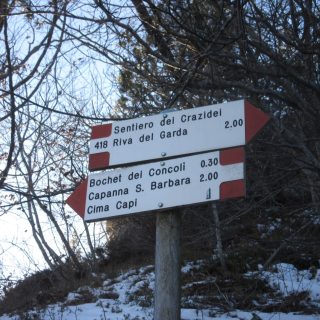 Sentiero dei Crazidei
418 Riva del Garda 2.00
Bochet dei Concoli 0.30
Capanna S. Barbara 2.00
Cima Capi